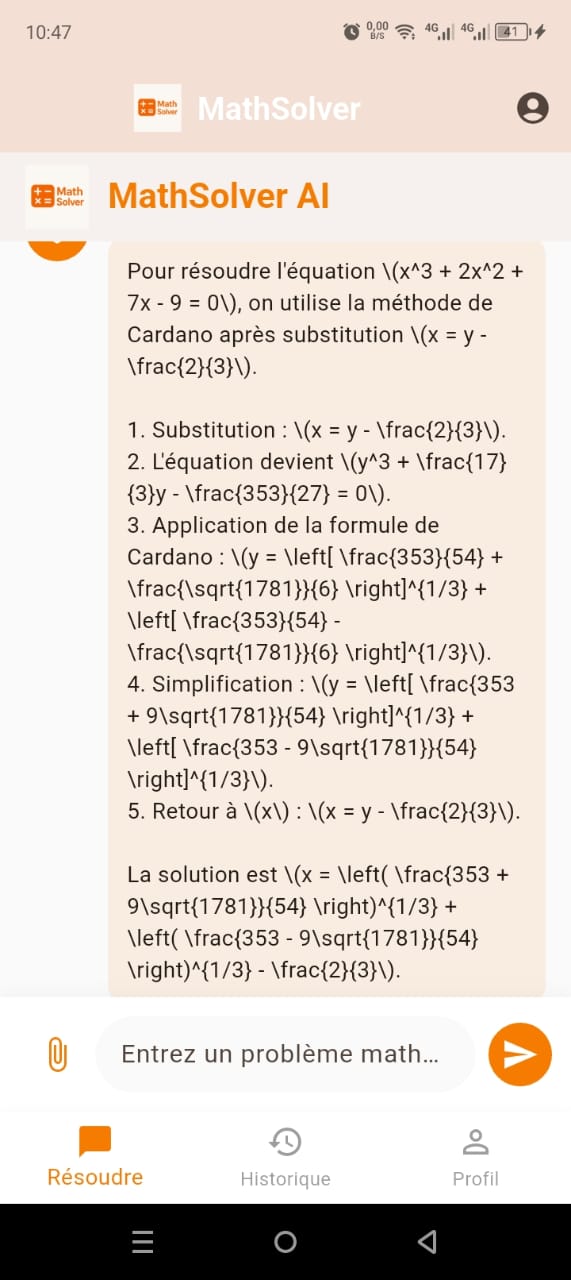 10:47
0,00
B/S
4G
4G
41
Math
Solver
MathSolver
Math
Solver
MathSolver AI
Pour résoudre l'équation \(x^3 + 2x^2 +
7x - 9 = 0\), on utilise la méthode de
Cardano après substitution \(x = y -
\frac{2}{3}\).
1. Substitution : \(x = y - \frac{2}{3}\).
2. L'équation devient \(y^3 + \frac{17}
{3}y - \frac{353}{27} = 0\).
3. Application de la formule de
Cardano : \(y = \left[ \frac{353}{54} +
\frac{\sqrt{1781}}{6} \right]^{1/3} +
\left[ \frac{353}{54} -
\frac{\sqrt{1781}}{6} \right]^{1/3}\).
4. Simplification : \(y = \left[ \frac{353
+ 9\sqrt{1781}}{54} \right]^{1/3} +
\left[ \frac{353 - 9\sqrt{1781}}{54}
\right]^{1/3}\).
5. Retour à \(x\) : \(x = y - \frac{2}{3}\).
La solution est \(x = \left( \frac{353 +
9\sqrt{1781}}{54} \right)^{1/3} +
\left( \frac{353 - 9\sqrt{1781}}{54}
\right)^{1/3} - \frac{2}{3}\).
Entrez un problème math...
Résoudre
Historique
Profil